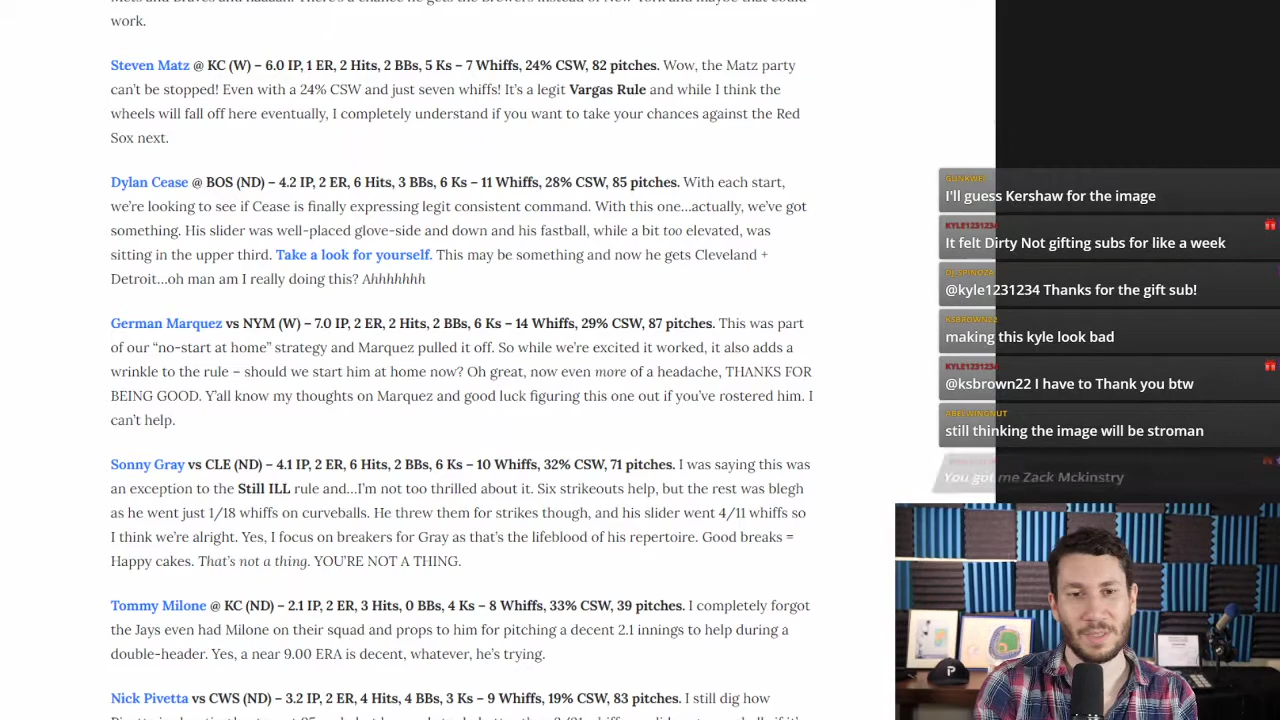 work.
Steven Matz @ KC (W) – 6.0 IP, 1 ER, 2 Hits, 2 BBs, 5 Ks – 7 Whiffs, 24% CSW, 82 pitches. Wow, the Matz party
can't be stopped! Even with a 24% CSW and just seven whiffs! It's a legit Vargas Rule and while I think the
wheels will fall off here eventually, I completely understand if you want to take your chances against the Red
Sox next.
Dylan Cease @ BOS (ND) – 4.2 IP, 2 ER, 6 Hits, 3 BBs, 6 Ks – 11 Whiffs, 28% CSW, 85 pitches. With each start,
we're looking to see if Cease is finally expressing legit consistent command. With this one…actually, we've got
something. His slider was well-placed glove-side and down and his fastball, while a bit too elevated, was
sitting in the upper third. Take a look for yourself. This may be something and now he gets Cleveland +
Detroit…oh man am I really doing this? Ahhhhhhh
German Marquez vs NYM (W) – 7.0 IP, 2 ER, 2 Hits, 2 BBs, 6 Ks – 14 Whiffs, 29% CSW, 87 pitches. This was part
of our “no-start at home” strategy and Marquez pulled it off. So while we're excited it worked, it also adds a
wrinkle to the rule – should we start him at home now? Oh great, now even more of a headache, THANKS FOR
BEING GOOD. Y'all know my thoughts on Marquez and good luck figuring this one out if you've rostered him. I
can't help.
Sonny Gray vs CLE (ND) – 4.1 IP, 2 ER, 6 Hits, 2 BBs, 6 Ks – 10 Whiffs, 32% CSW, 71 pitches. I was saying this was
an exception to the Still ILL rule and…I'm not too thrilled about it. Six strikeouts help, but the rest was blegh
as he went just 1/18 whiffs on curveballs. He threw them for strikes though, and his slider went 4/11 whiffs so
I think we're alright. Yes, I focus on breakers for Gray as that's the lifeblood of his repertoire. Good breaks =
Happy cakes. That's not a thing. YOU'RE NOT A THING.
Tommy Milone @ KC (ND) – 2.1 IP, 2 ER, 3 Hits, 0 BBs, 4 Ks – 8 Whiffs, 33% CSW, 39 pitches. I completely forgot
the Jays even had Milone on their squad and props to him for pitching a decent 2.1 innings to help during a
double-header. Yes, a near 9.00 ERA is decent, whatever, he's trying.
Nick Pivetta vs CWS (ND) – 3.2 IP, 2 ER, 4 Hits, 4 BBs, 3 Ks – 9 Whiffs, 19% CSW, 83 pitches. I still dig how
I'll guess Kershaw for the image
KYLE1231234
It felt Dirty Not gifting subs for like a week
DJ_SPINOZA
@kyle1231234 Thanks for the gift sub!
KSBROWN22
making this kyle look bad
KYLE1231234
@ksbrown22 I have to Thank you btw
ABELWINGNUT
still thinking the image will be stroman
You got me Zack Mckinstry